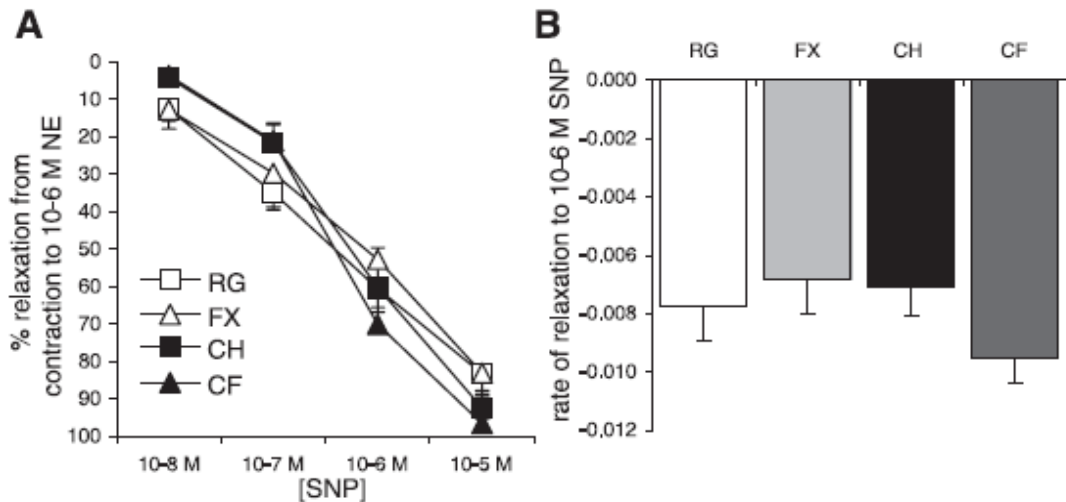 A
% relaxation from
contraction to 10-6 M NE
0
10
20
30
40
50
60
70
80
90
100
RG
FX
CH
CF
10-8 M 10-7 M 10-6 M 10-5 M
[SNP]
B
RG FX CH CF
rate of relaxation to 10-6 M SNP
0.000
-0.002
-0.004
-0.006
-0.008
-0.010
-0.012